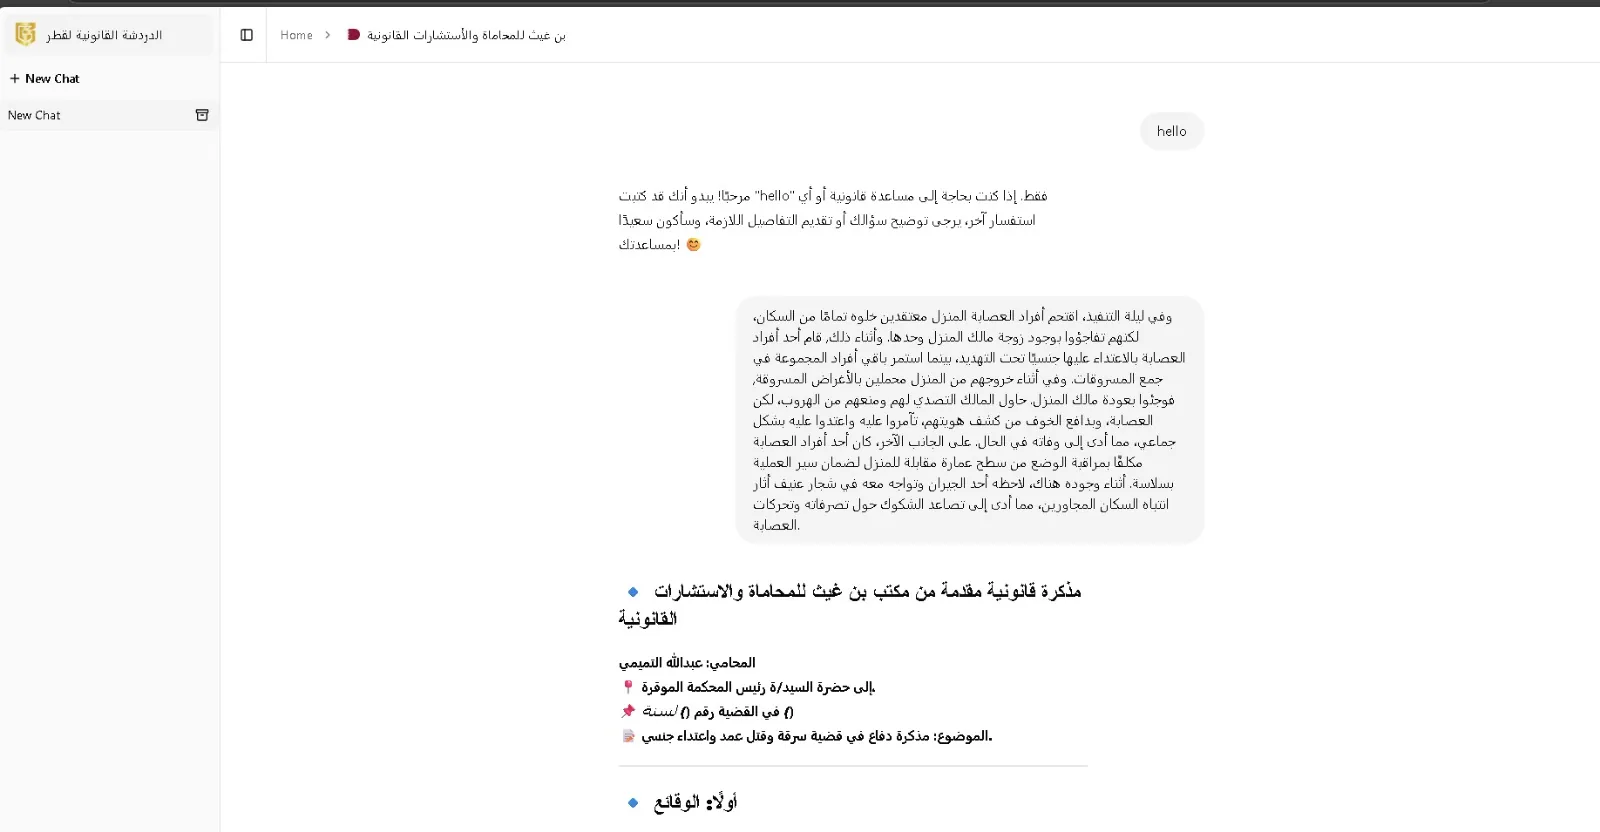 الدردشة القانونية لقطر
Home > بن غيث للمحاماة والأستشارات القانونية
+ New Chat
New Chat
hello
مرحبًا! يبدو أنك قد كتبت "hello" فقط. إذا كنت بحاجة إلى مساعدة قانونية أو أي
استفسار آخر، يرجى توضيح سؤالك أو تقديم التفاصيل اللازمة، وسأكون سعيدًا
بمساعدتك! 😊
وفي ليلة التنفيذ، اقتحم أفراد العصابة المنزل معتقدين خلوه تمامًا من السكان،
لكنهم تفاجؤوا بوجود زوجة مالك المنزل وحدها. وأثناء ذلك، قام أحد أفراد
العصابة بالاعتداء عليها جنسيًا تحت التهديد، بينما استمر باقي أفراد المجموعة في
جمع المسروقات. وفي أثناء خروجهم من المنزل محملين بالأغراض المسروقة،
فوجئوا بعودة مالك المنزل. حاول المالك التصدي لهم ومنعهم من الهروب، لكن
العصابة، وبدافع الخوف من كشف هويتهم، تآمروا عليه واعتدوا عليه بشكل
جماعي، مما أدى إلى وفاته في الحال. على الجانب الآخر، كان أحد أفراد العصابة
مكلفًا بمراقبة الوضع من سطح عمارة مقابلة للمنزل لضمان سير العملية
بسلاسة. أثناء وجوده هناك، لاحظه أحد الجيران وتواجه معه في شجار عنيف أثار
انتباه السكان المجاورين، مما أدى إلى تصاعد الشكوك حول تصرفاته وتحركات
العصابة.
🔹 مذكرة قانونية مقدمة من مكتب بن غيث للمحاماة والاستشارات
القانونية
المحامي: عبدالله التميمي
📍 إلى حضرة السيد/ة رئيس المحكمة الموقرة.
📌 في القضية رقم () لسنة ()
📝 الموضوع: مذكرة دفاع في قضية سرقة وقتل عمد واعتداء جنسي.
🔹 أولًا: الوقائع